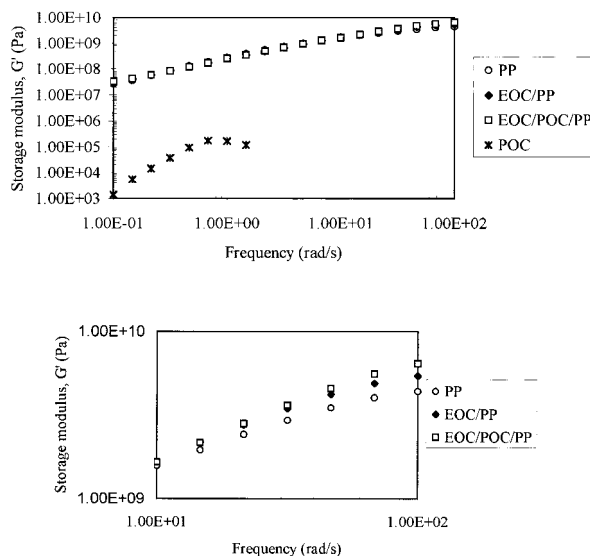 1.00E+10
1.00E+09
1.00E+08
1.00E+07
1.00E+06
1.00E+05
1.00E+04
1.00E+03
Storage modulus, G' (Pa)
1.00E-01
1.00E+00
1.00E+01
1.00E+02
Frequency (rad/s)
PP
EOC/PP
EOC/POC/PP
POC
1.00E+10
1.00E+09
Storage modulus, G' (Pa)
1.00E+01
1.00E+02
Frequency (rad/s)
PP
EOC/PP
EOC/POC/PP